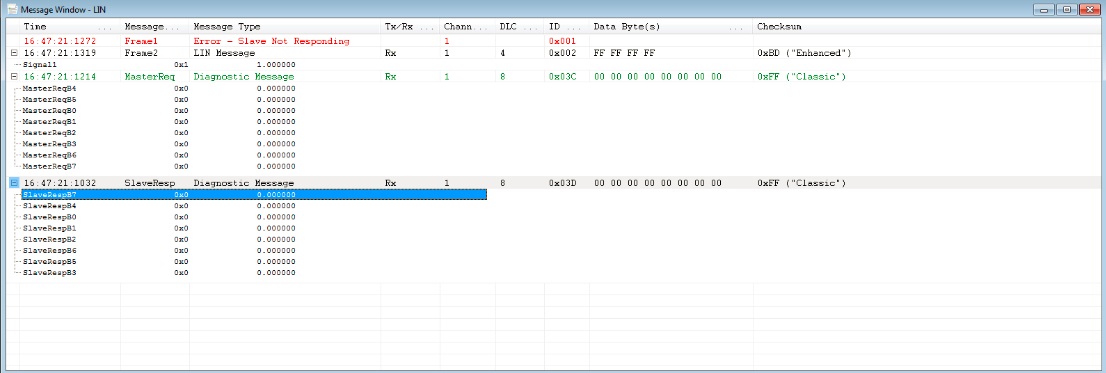 Message Window - LIN
Time ... Message... Message Type ... Tx/Rx ... Chann... DLC ... ID ... Data Byte(s) ... Checksum
16:47:21:1272 Frame1 Error - Slave Not Responding 1 0x001
16:47:21:1319 Frame2 LIN Message Rx 1 4 0x002 FF FF FF FF 0xBD ("Enhanced")
Signal1 0x1 1.000000
16:47:21:1214 MasterReq Diagnostic Message Rx 1 8 0x03C 00 00 00 00 00 00 00 00 0xFF ("Classic")
MasterReqB4 0x0 0.000000
MasterReqB5 0x0 0.000000
MasterReqB0 0x0 0.000000
MasterReqB1 0x0 0.000000
MasterReqB2 0x0 0.000000
MasterReqB3 0x0 0.000000
MasterReqB6 0x0 0.000000
MasterReqB7 0x0 0.000000
16:47:21:1032 SlaveResp Diagnostic Message Rx 1 8 0x03D 00 00 00 00 00 00 00 00 0xFF ("Classic")
SlaveRespB7 0x0 0.000000
SlaveRespB4 0x0 0.000000
SlaveRespB0 0x0 0.000000
SlaveRespB1 0x0 0.000000
SlaveRespB2 0x0 0.000000
SlaveRespB6 0x0 0.000000
SlaveRespB5 0x0 0.000000
SlaveRespB3 0x0 0.000000